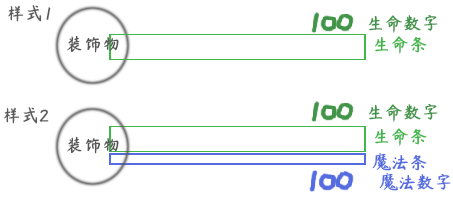 样式1
100 生命数字
装饰物
生命条
样式2
100 生命数字
生命条
装饰物
魔法条
100 魔法数字